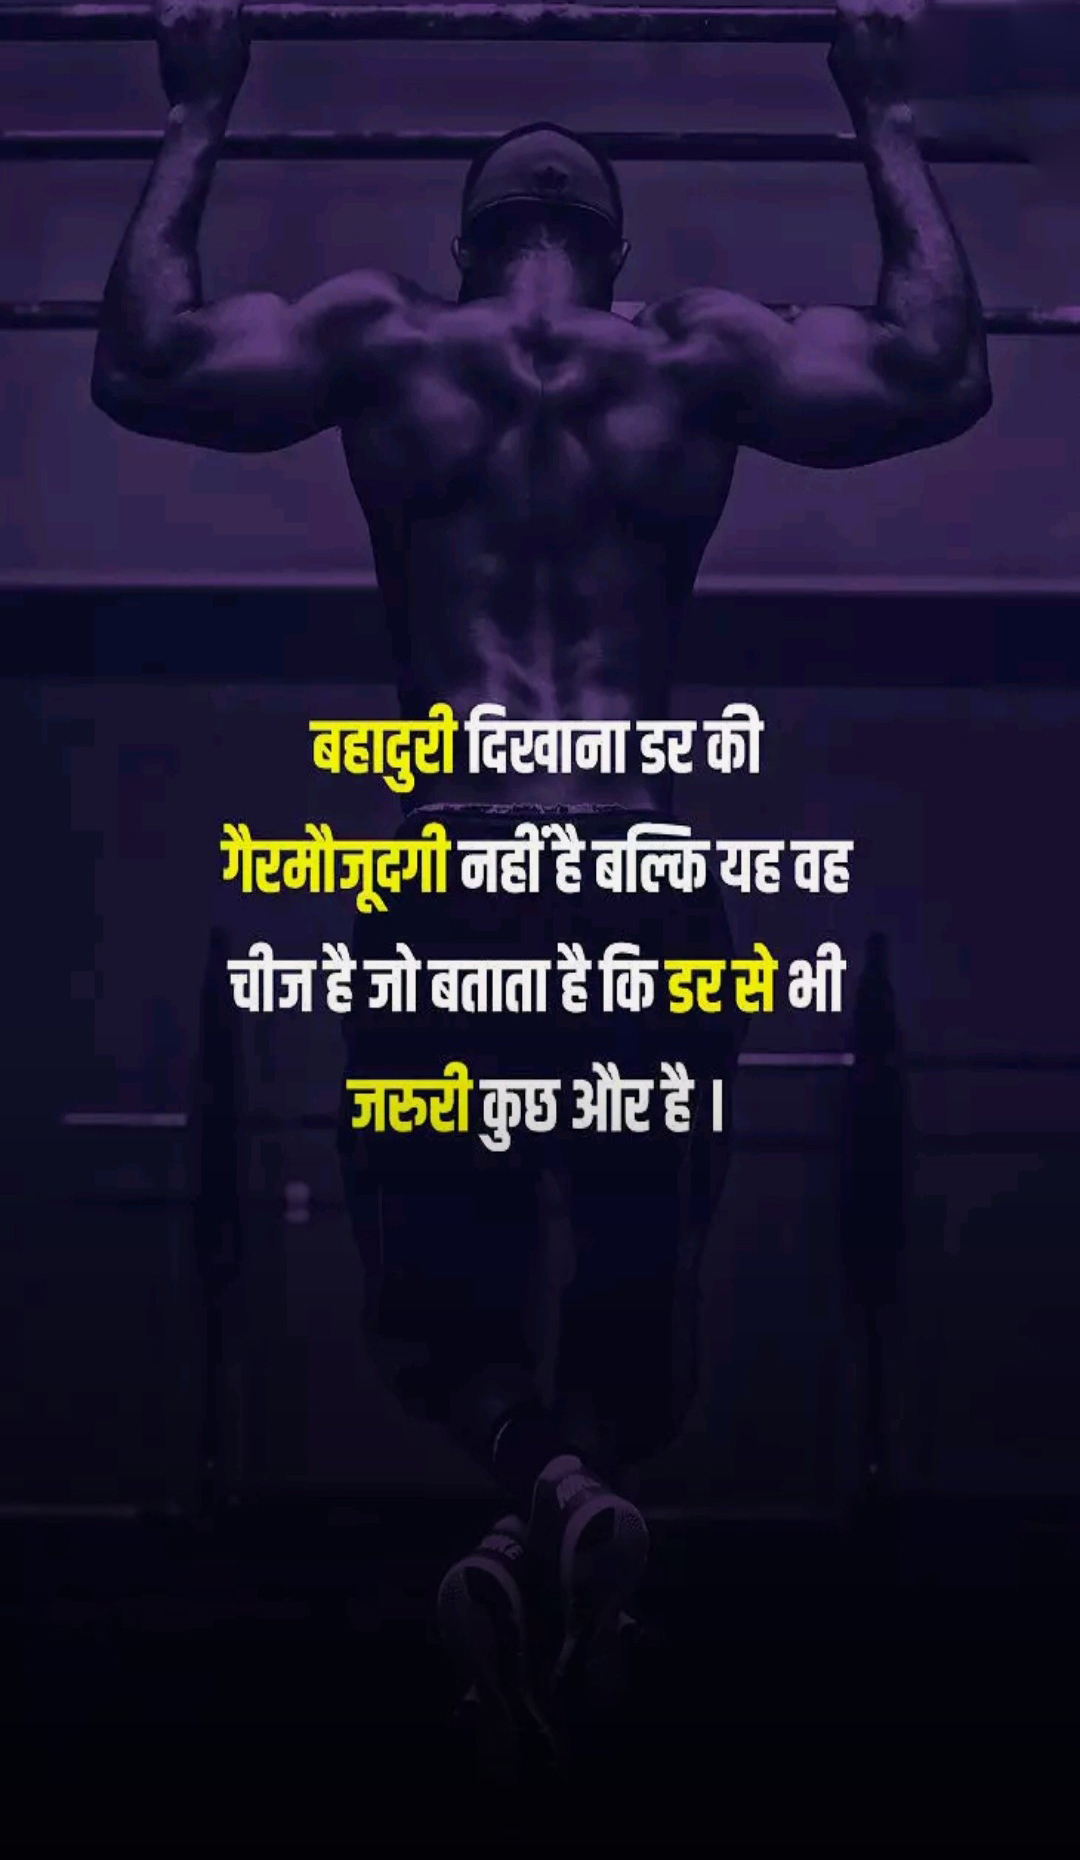 बहादुरी दिखाना डर की
गैरमौजूदगी नहीं है बल्कि यह वह
चीज है जो बताता है कि डर से भी
जरुरी कुछ और है ।